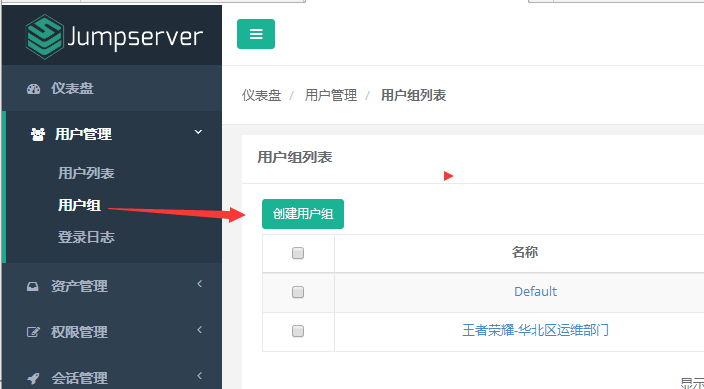 Jumpserver
仪表盘
用户管理
用户列表
用户组
登录日志
资产管理
权限管理
会话管理
仪表盘 / 用户管理 / 用户组列表
用户组列表
创建用户组
名称
Default
王者荣耀-华北区运维部门
显示